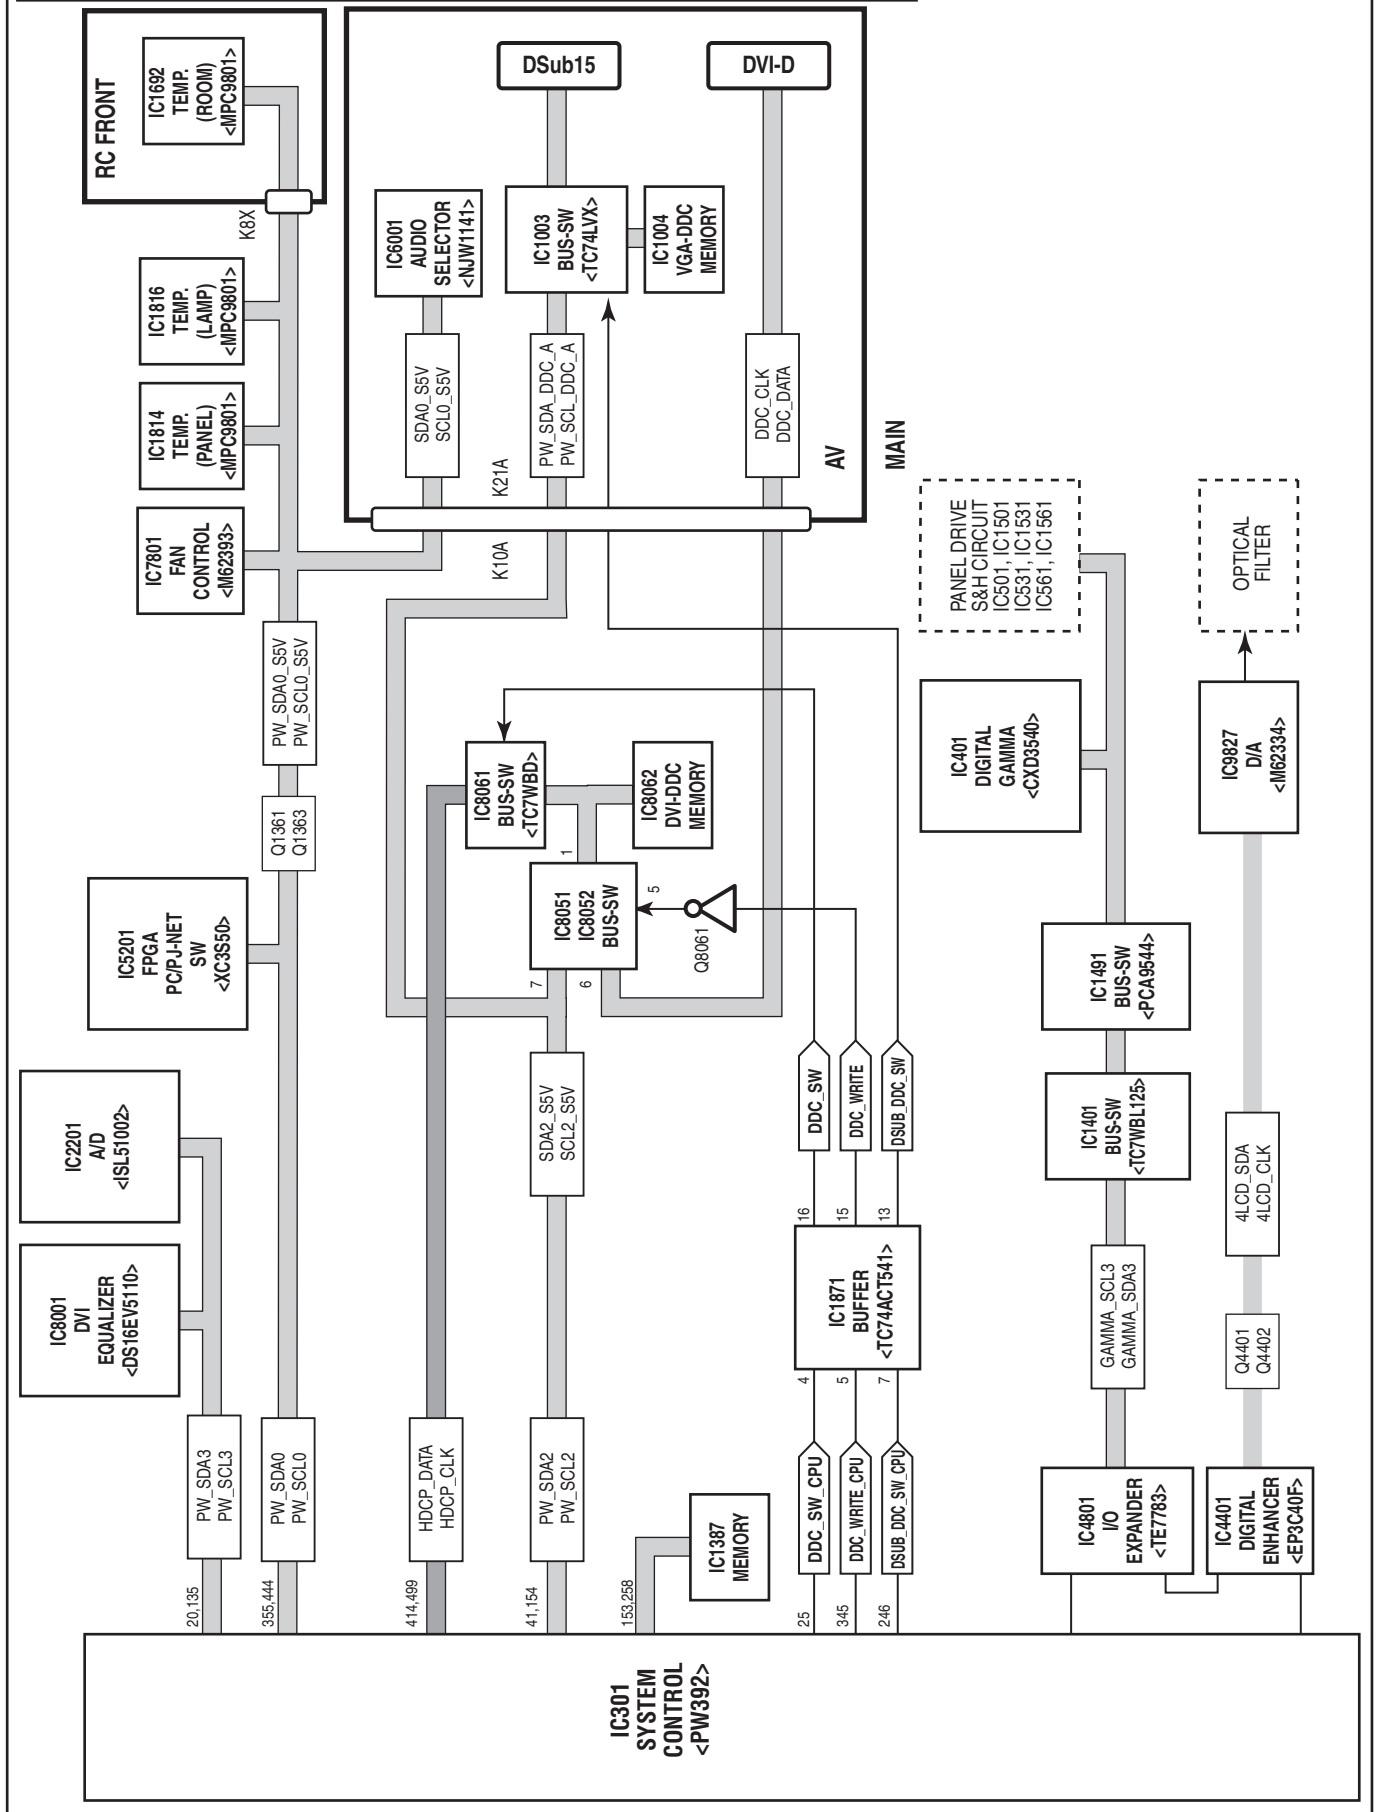 RC FRONT
IC1692
TEMP.
(ROOM)
<MPC9801>
K8X
IC1816
TEMP.
(LAMP)
<MPC9801>
IC1814
TEMP.
(PANEL)
<MPC9801>
IC7801
FAN
CONTROL
<M62393>
PW_SDA0_S5V
PW_SCL0_S5V
Q1361
Q1363
IC5201
FPGA
PC/PJ-NET
SW
<XC3S50>
IC2201
A/D
<ISL51002>
IC8001
DVI
EQUALIZER
<DS16EV5110>
PW_SDA3
PW_SCL3
20,135
PW_SDA0
PW_SCL0
355,444
DSub15
DVI-D
IC6001
AUDIO
SELECTOR
<NJW1141>
IC1003
BUS-SW
<TC74LVX>
IC1004
VGA-DDC
MEMORY
SDA0_S5V
SCL0_S5V
PW_SDA_DDC_A
PW_SCL_DDC_A
DDC_CLK
DDC_DATA
AV
MAIN
K21A
K10A
IC8061
BUS-SW
<TC7WBD>
IC8062
DVI-DDC
MEMORY
1
IC8051
IC8052
BUS-SW
5
Q8061
7
6
SDA2_S5V
SCL2_S5V
HDCP_DATA
HDCP_CLK
414,499
PW_SDA2
PW_SCL2
41,154
IC1387
MEMORY
153,258
DDC_SW
DDC_WRITE
DSUB_DDC_SW
16
15
13
IC1871
BUFFER
<TC74ACT541>
4
5
7
DDC_SW_CPU
DDC_WRITE_CPU
DSUB_DDC_SW_CPU
25
345
246
PANEL DRIVE
S&H CIRCUIT
IC501, IC1501
IC531, IC1531
IC561, IC1561
OPTICAL
FILTER
IC401
DIGITAL
GAMMA
<CXD3540>
IC9827
D/A
<M62334>
IC1491
BUS-SW
<PCA9544>
IC1401
BUS-SW
<TC7WBL125>
4LCD_SDA
4LCD_CLK
GAMMA_SCL3
GAMMA_SDA3
Q4401
Q4402
IC4801
I/O
EXPANDER
<TE7783>
IC4401
DIGITAL
ENHANCER
<EP3C40F>
IC301
SYSTEM
CONTROL
<PW392>